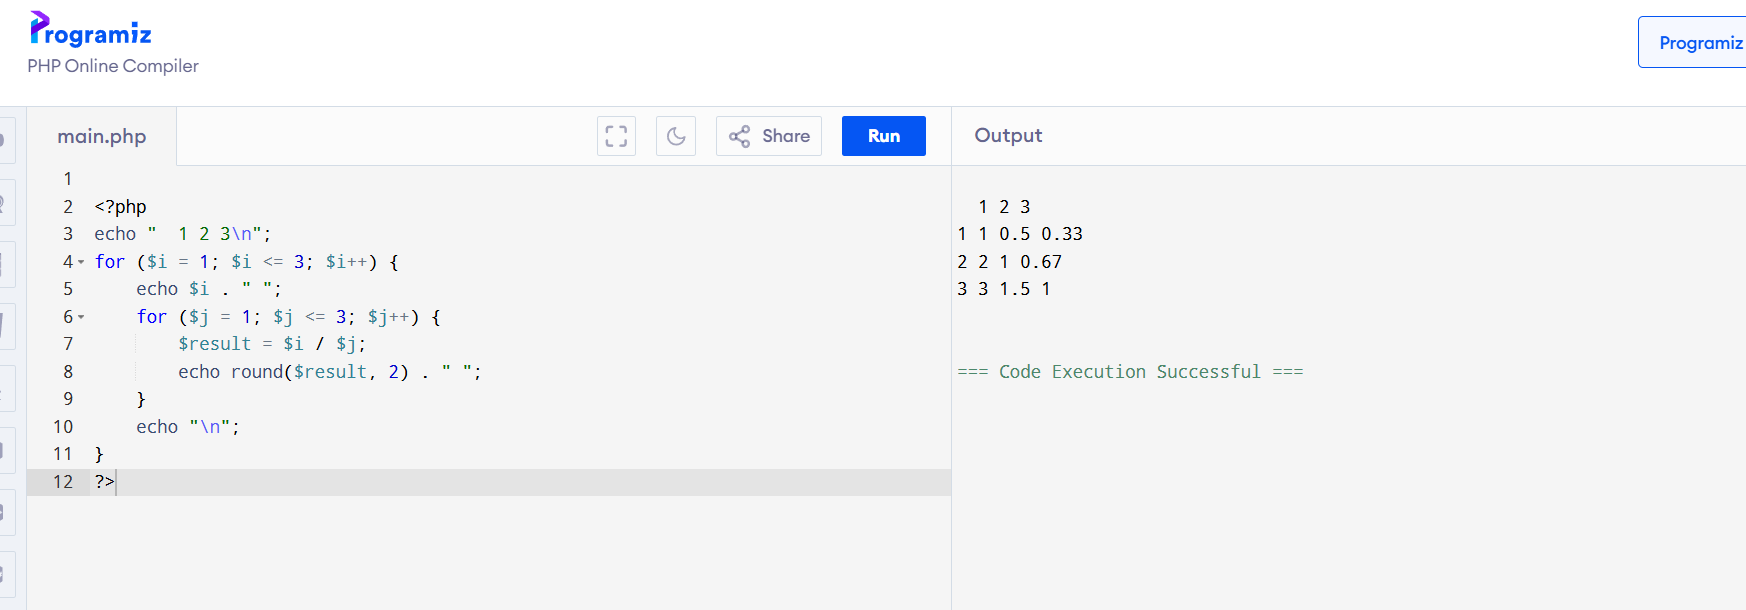 Programiz
PHP Online Compiler
Programiz
main.php
Share
Run
Output
1
2 <?php
3 echo "  1 2 3\n";
4 for ($i = 1; $i <= 3; $i++) {
5     echo $i . " ";
6     for ($j = 1; $j <= 3; $j++) {
7         $result = $i / $j;
8         echo round($result, 2) . " ";
9     }
10     echo "\n";
11 }
12 ?>
  1 2 3
1 1 0.5 0.33
2 2 1 0.67
3 3 1.5 1
=== Code Execution Successful ===